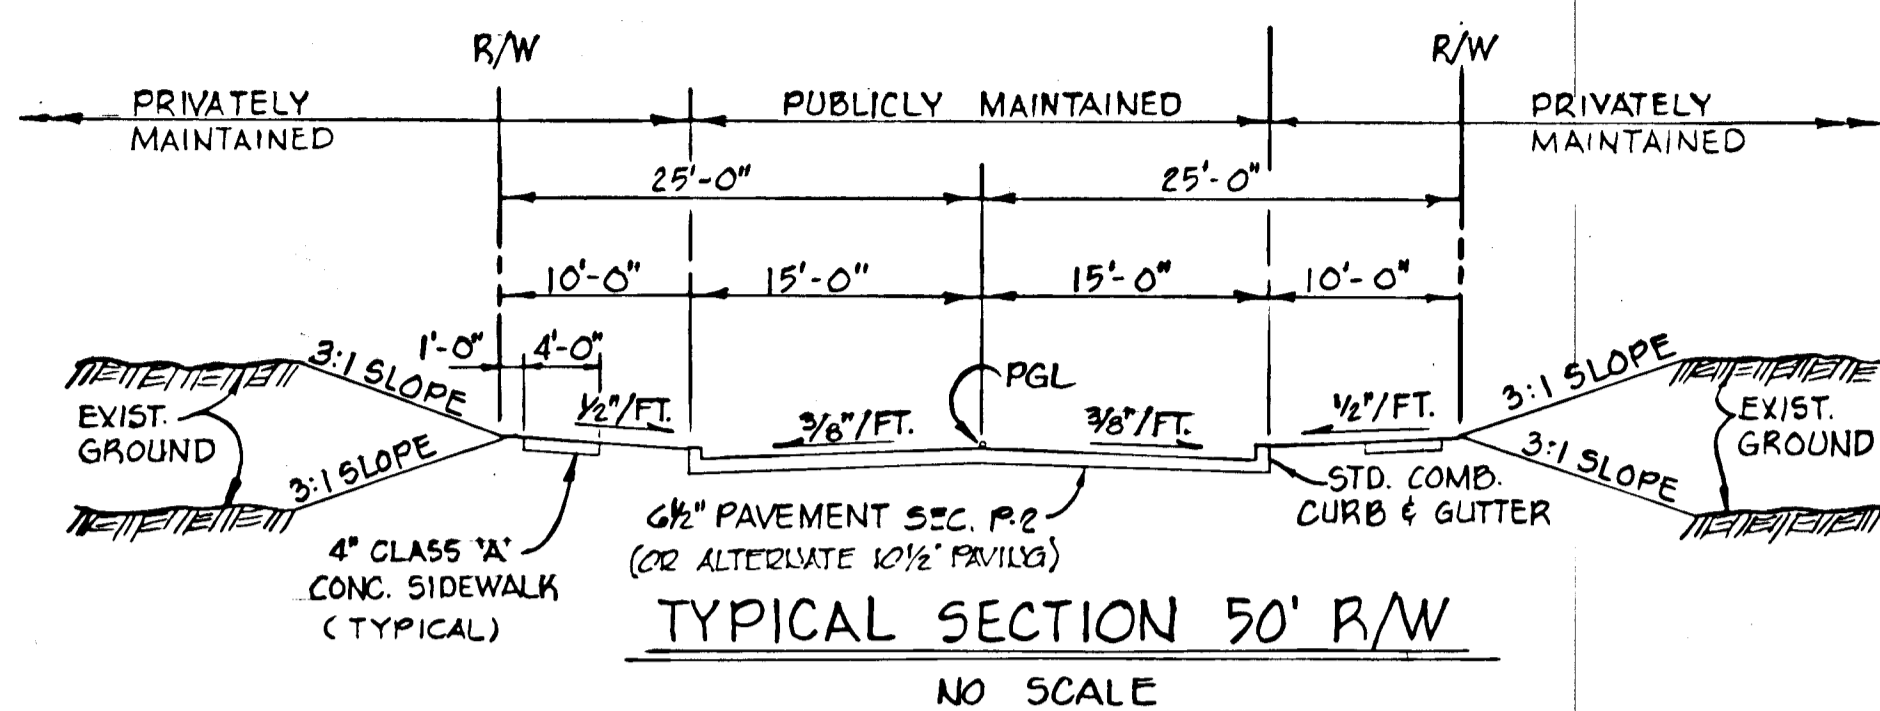 R/W
R/W
PRIVATELY
MAINTAINED
PUBLICLY MAINTAINED
PRIVATELY
MAINTAINED
25'-0"
25'-0"
10'-0"
15'-0"
15'-0"
10'-0"
1'-0"
4'-0"
3:1 SLOPE
1/2"/FT.
3/8"/FT.
PGL
3/8"/FT.
1/2"/FT.
3:1 SLOPE
EXIST.
GROUND
3:1 SLOPE
EXIST.
GROUND
3:1 SLOPE
STD. COMB.
CURB & GUTTER
6 1/2" PAVEMENT SEC. P-2
(OR ALTERNATE 10 1/2" PAVING)
4" CLASS 'A'
CONC. SIDEWALK
(TYPICAL)
TYPICAL SECTION 50' R/W
NO SCALE